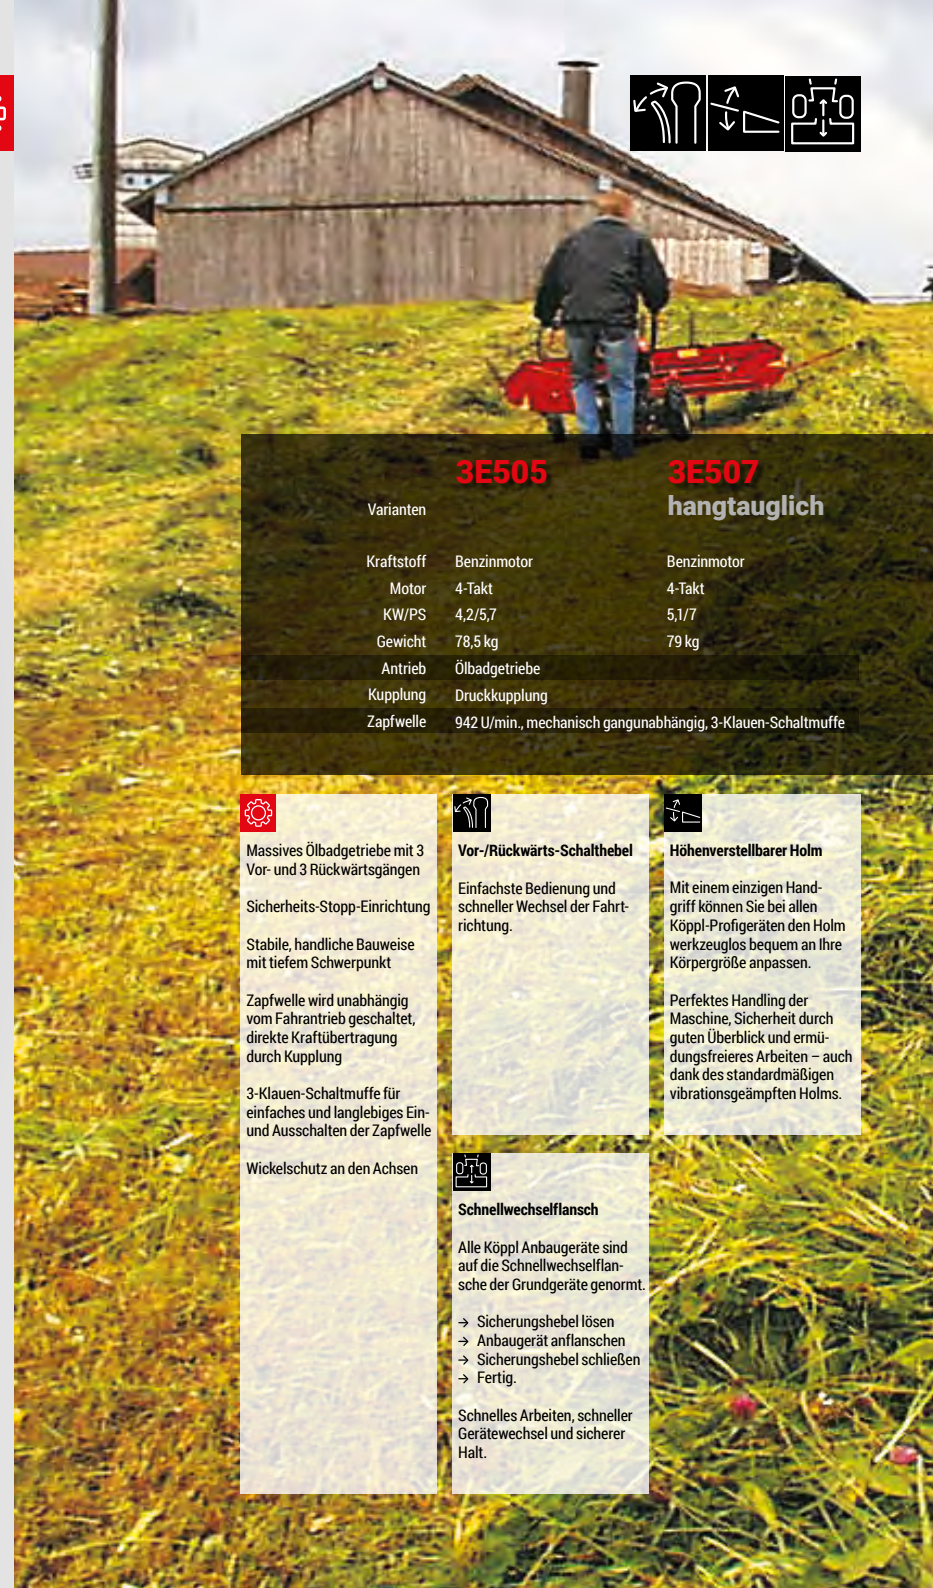 3E505 3E507
Varianten hangtauglich
Kraftstoff Benzinmotor Benzinmotor
Motor 4-Takt 4-Takt
KW/PS 4,2/5,7 5,1/7
Gewicht 78,5 kg 79 kg
Antrieb Ölbadgetriebe
Kupplung Druckkupplung
Zapfwelle 942 U/min., mechanisch gangunabhängig, 3-Klauen-Schaltmuffe
Massives Ölbadgetriebe mit 3
Vor- und 3 Rückwärtsgängen
Sicherheits-Stopp-Einrichtung
Stabile, handliche Bauweise
mit tiefem Schwerpunkt
Zapfwelle wird unabhängig
vom Fahrantrieb geschaltet,
direkte Kraftübertragung
durch Kupplung
3-Klauen-Schaltmuffe für
einfaches und langlebiges Ein-
und Ausschalten der Zapfwelle
Wickelschutz an den Achsen
Vor-/Rückwärts-Schalthebel
Einfachste Bedienung und
schneller Wechsel der Fahrt-
richtung.
Höhenverstellbarer Holm
Mit einem einzigen Hand-
griff können Sie bei allen
Köppl-Profigeräten den Holm
werkzeuglos bequem an Ihre
Körpergröße anpassen.
Perfektes Handling der
Maschine, Sicherheit durch
guten Überblick und ermü-
dungsfreieres Arbeiten – auch
dank des standardmäßigen
vibrationsgeämpften Holms.
Schnellwechselflansch
Alle Köppl Anbaugeräte sind
auf die Schnellwechselflan-
sche der Grundgeräte genormt.
→ Sicherungshebel lösen
→ Anbaugerät anflanschen
→ Sicherungshebel schließen
→ Fertig.
Schnelles Arbeiten, schneller
Gerätewechsel und sicherer
Halt.